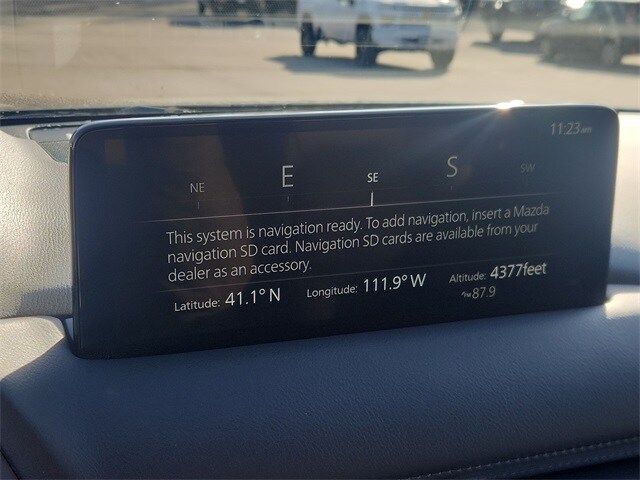 11:23 am
NE E SE S SW
This system is navigation ready. To add navigation, insert a Mazda
navigation SD card. Navigation SD cards are available from your
dealer as an accessory.
Latitude: 41.1° N Longitude: 111.9° W Altitude: 4377feet
FM 87.9